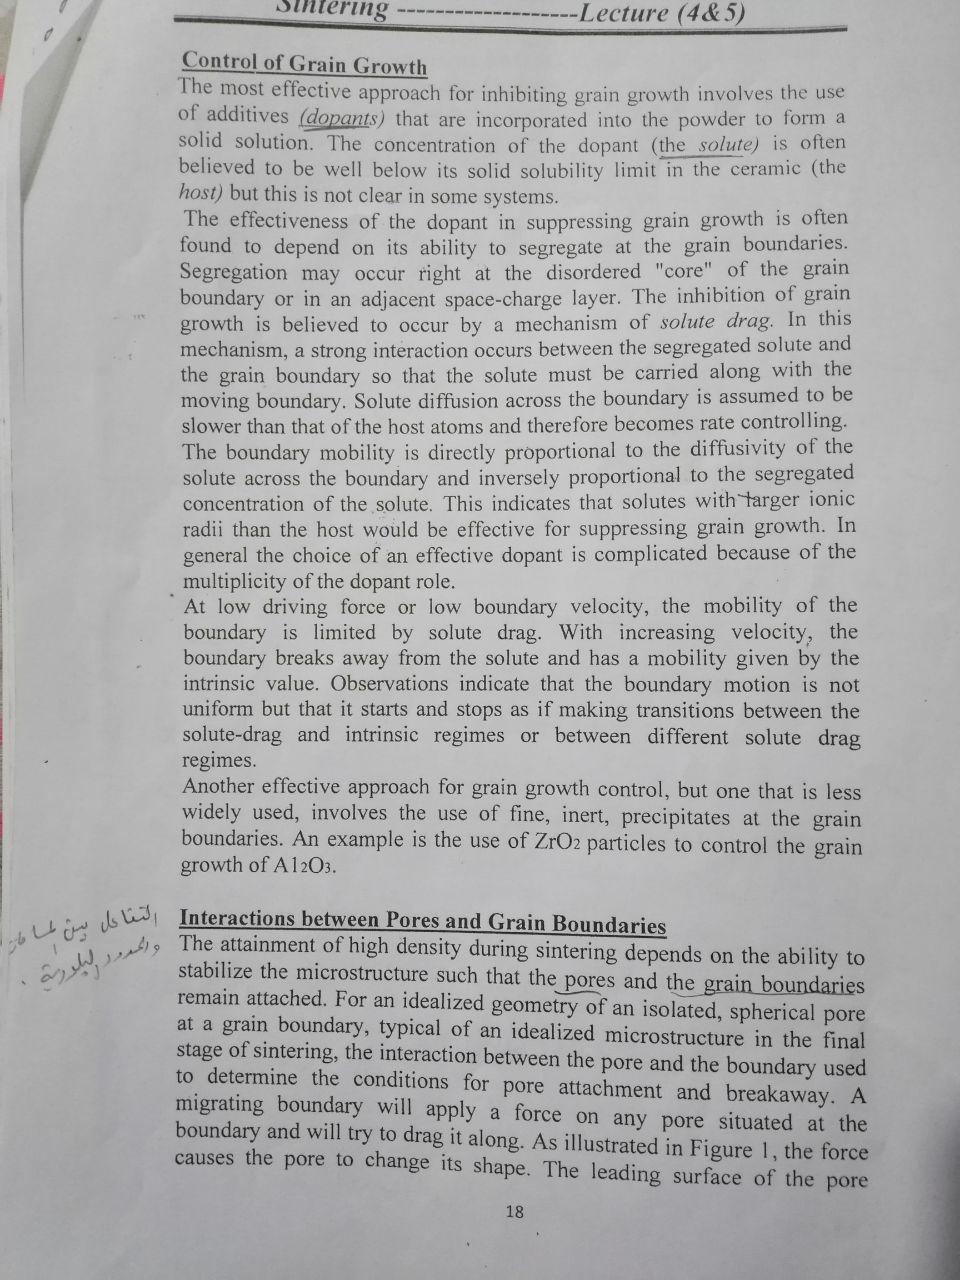 Sintering -------------------Lecture (4&5)
Control of Grain Growth
The most effective approach for inhibiting grain growth involves the use
of additives (dopants) that are incorporated into the powder to form a
solid solution. The concentration of the dopant (the solute) is often
believed to be well below its solid solubility limit in the ceramic (the
host) but this is not clear in some systems.
The effectiveness of the dopant in suppressing grain growth is often
found to depend on its ability to segregate at the grain boundaries.
Segregation may occur right at the disordered "core" of the grain
boundary or in an adjacent space-charge layer. The inhibition of grain
growth is believed to occur by a mechanism of solute drag. In this
mechanism, a strong interaction occurs between the segregated solute and
the grain boundary so that the solute must be carried along with the
moving boundary. Solute diffusion across the boundary is assumed to be
slower than that of the host atoms and therefore becomes rate controlling.
The boundary mobility is directly proportional to the diffusivity of the
solute across the boundary and inversely proportional to the segregated
concentration of the solute. This indicates that solutes with larger ionic
radii than the host would be effective for suppressing grain growth. In
general the choice of an effective dopant is complicated because of the
multiplicity of the dopant role.
At low driving force or low boundary velocity, the mobility of the
boundary is limited by solute drag. With increasing velocity, the
boundary breaks away from the solute and has a mobility given by the
intrinsic value. Observations indicate that the boundary motion is not
uniform but that it starts and stops as if making transitions between the
solute-drag and intrinsic regimes or between different solute drag
regimes.
Another effective approach for grain growth control, but one that is less
widely used, involves the use of fine, inert, precipitates at the grain
boundaries. An example is the use of ZrO2 particles to control the grain
growth of Al2O3.
التفاعل بين
والحدود البلورية
Interactions between Pores and Grain Boundaries
The attainment of high density during sintering depends on the ability to
stabilize the microstructure such that the pores and the grain boundaries
remain attached. For an idealized geometry of an isolated, spherical pore
at a grain boundary, typical of an idealized microstructure in the final
stage of sintering, the interaction between the pore and the boundary used
to determine the conditions for pore attachment and breakaway. A
migrating boundary will apply a force on any pore situated at the
boundary and will try to drag it along. As illustrated in Figure 1, the force
causes the pore to change its shape. The leading surface of the pore
18